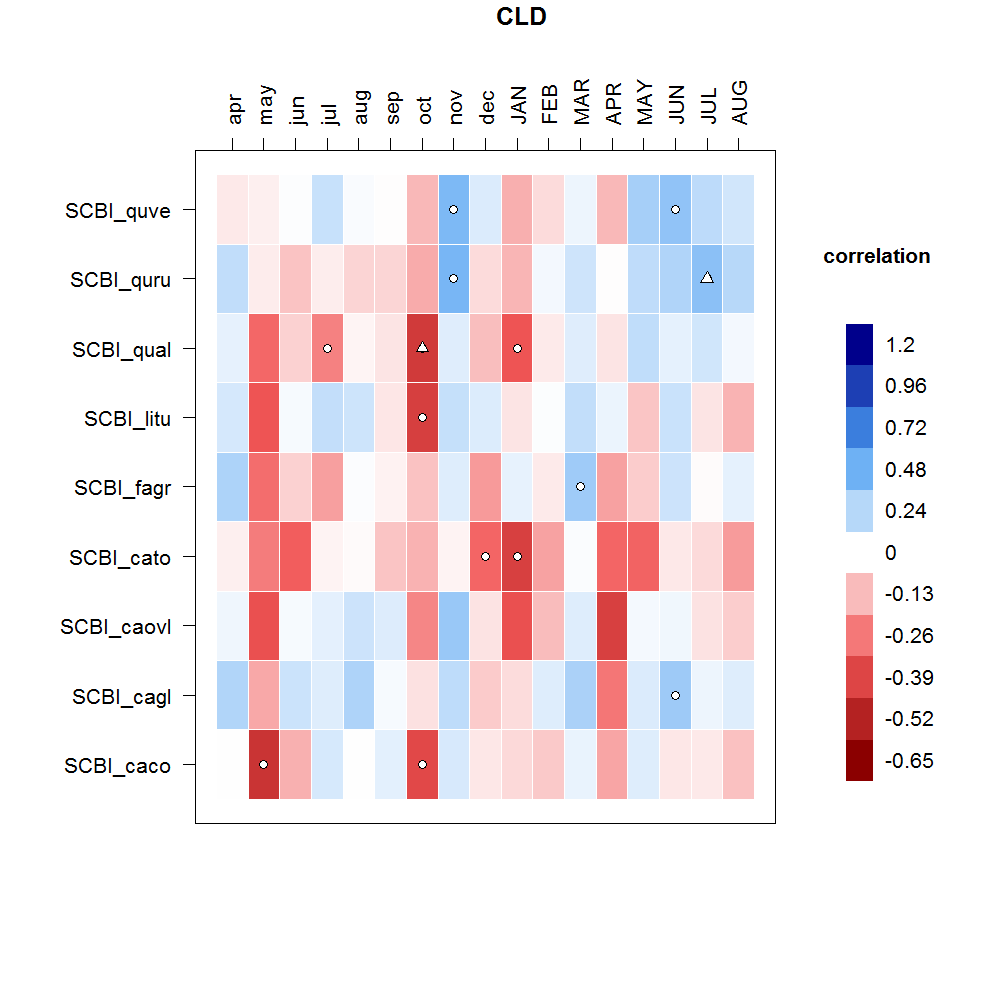 CLD
apr may jun jul aug sep oct nov dec JAN FEB MAR APR MAY JUN JUL AUG
SCBI_quve
SCBI_quru
SCBI_qual
SCBI_litu
SCBI_fagr
SCBI_cato
SCBI_caovl
SCBI_cagl
SCBI_caco
correlation
1.2
0.96
0.72
0.48
0.24
0
-0.13
-0.26
-0.39
-0.52
-0.65